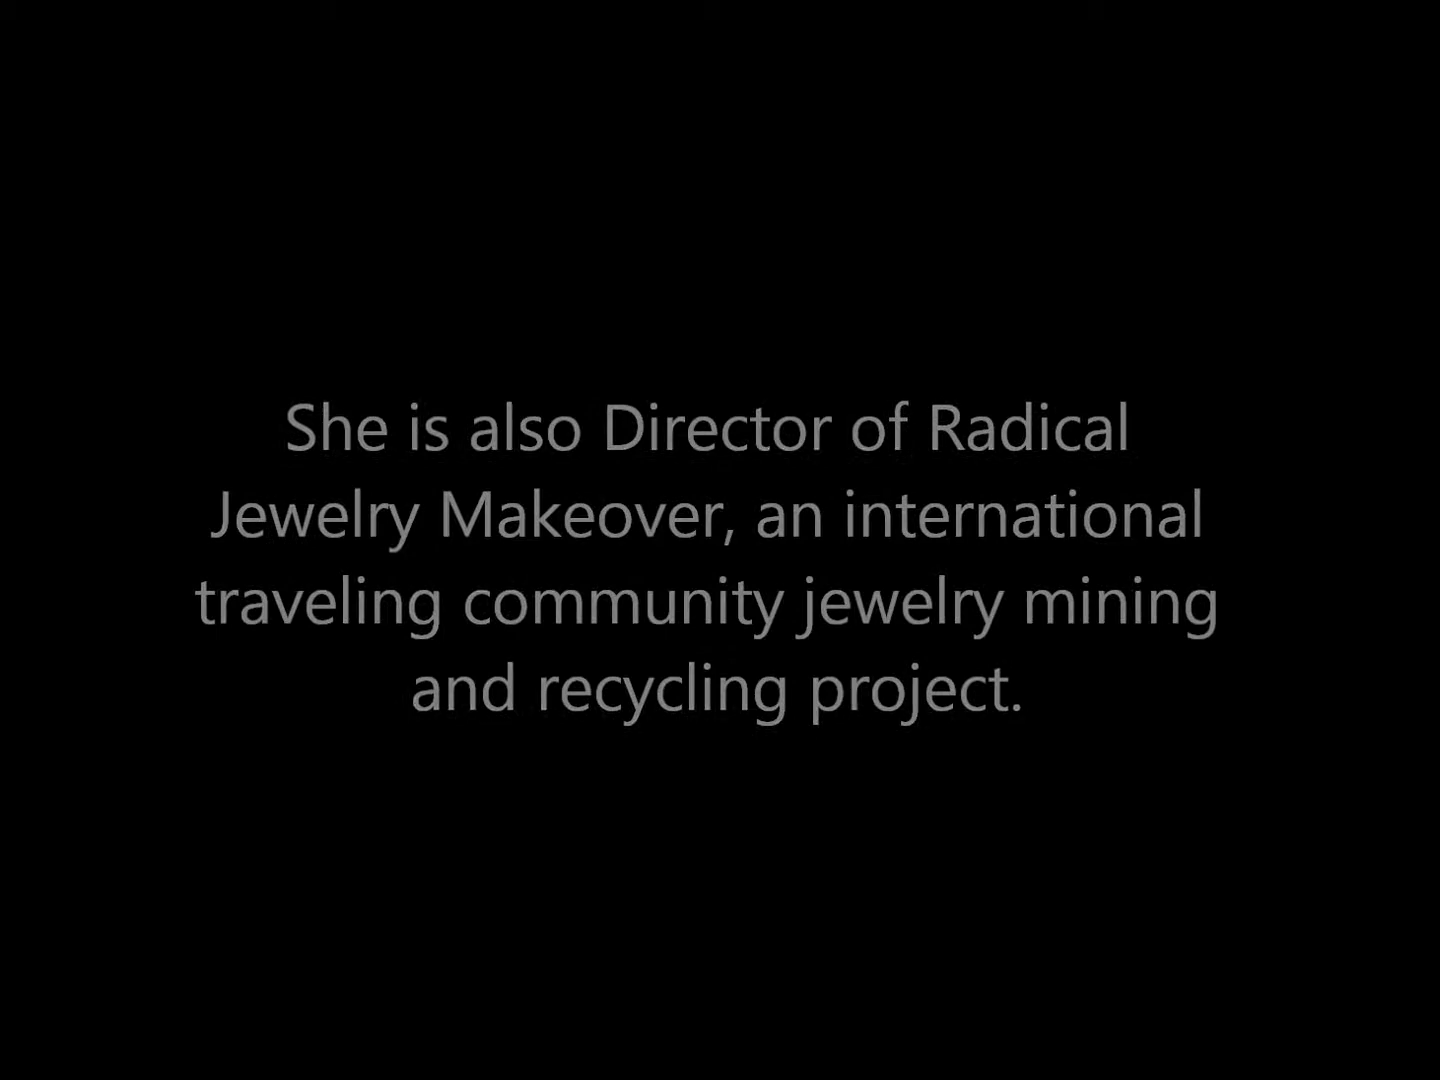 She is also Director of Radical
Jewelry Makeover, an international
traveling community jewelry mining
and recycling project.